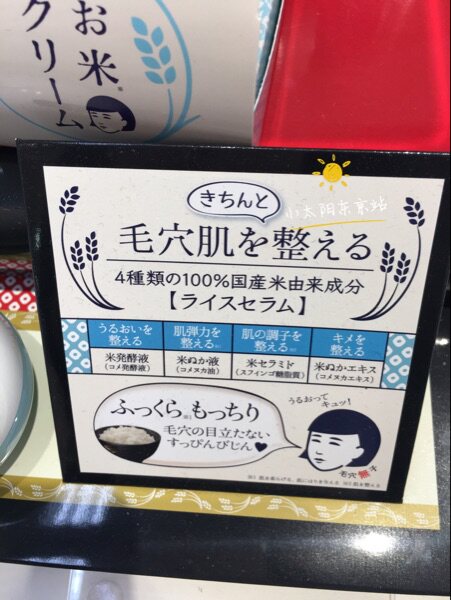 お米
クリーム
小太阳东京站
きちんと
毛穴肌を整える
4種類の100%国産米由来成分
【ライスセラム】
うるおいを
整える
米発酵液
(コメ発酵液)
肌弾力を
整える
米ぬか液
(コメヌカ油)
肌の調子を
整える
米セラミド
(スフィンゴ糖脂質)
キメを
整える
米ぬかエキス
(コメヌカエキス)
ふっくら もっちり
毛穴の目立たない
すっぴんびじん♥
うるおって
キュッ!
毛穴無